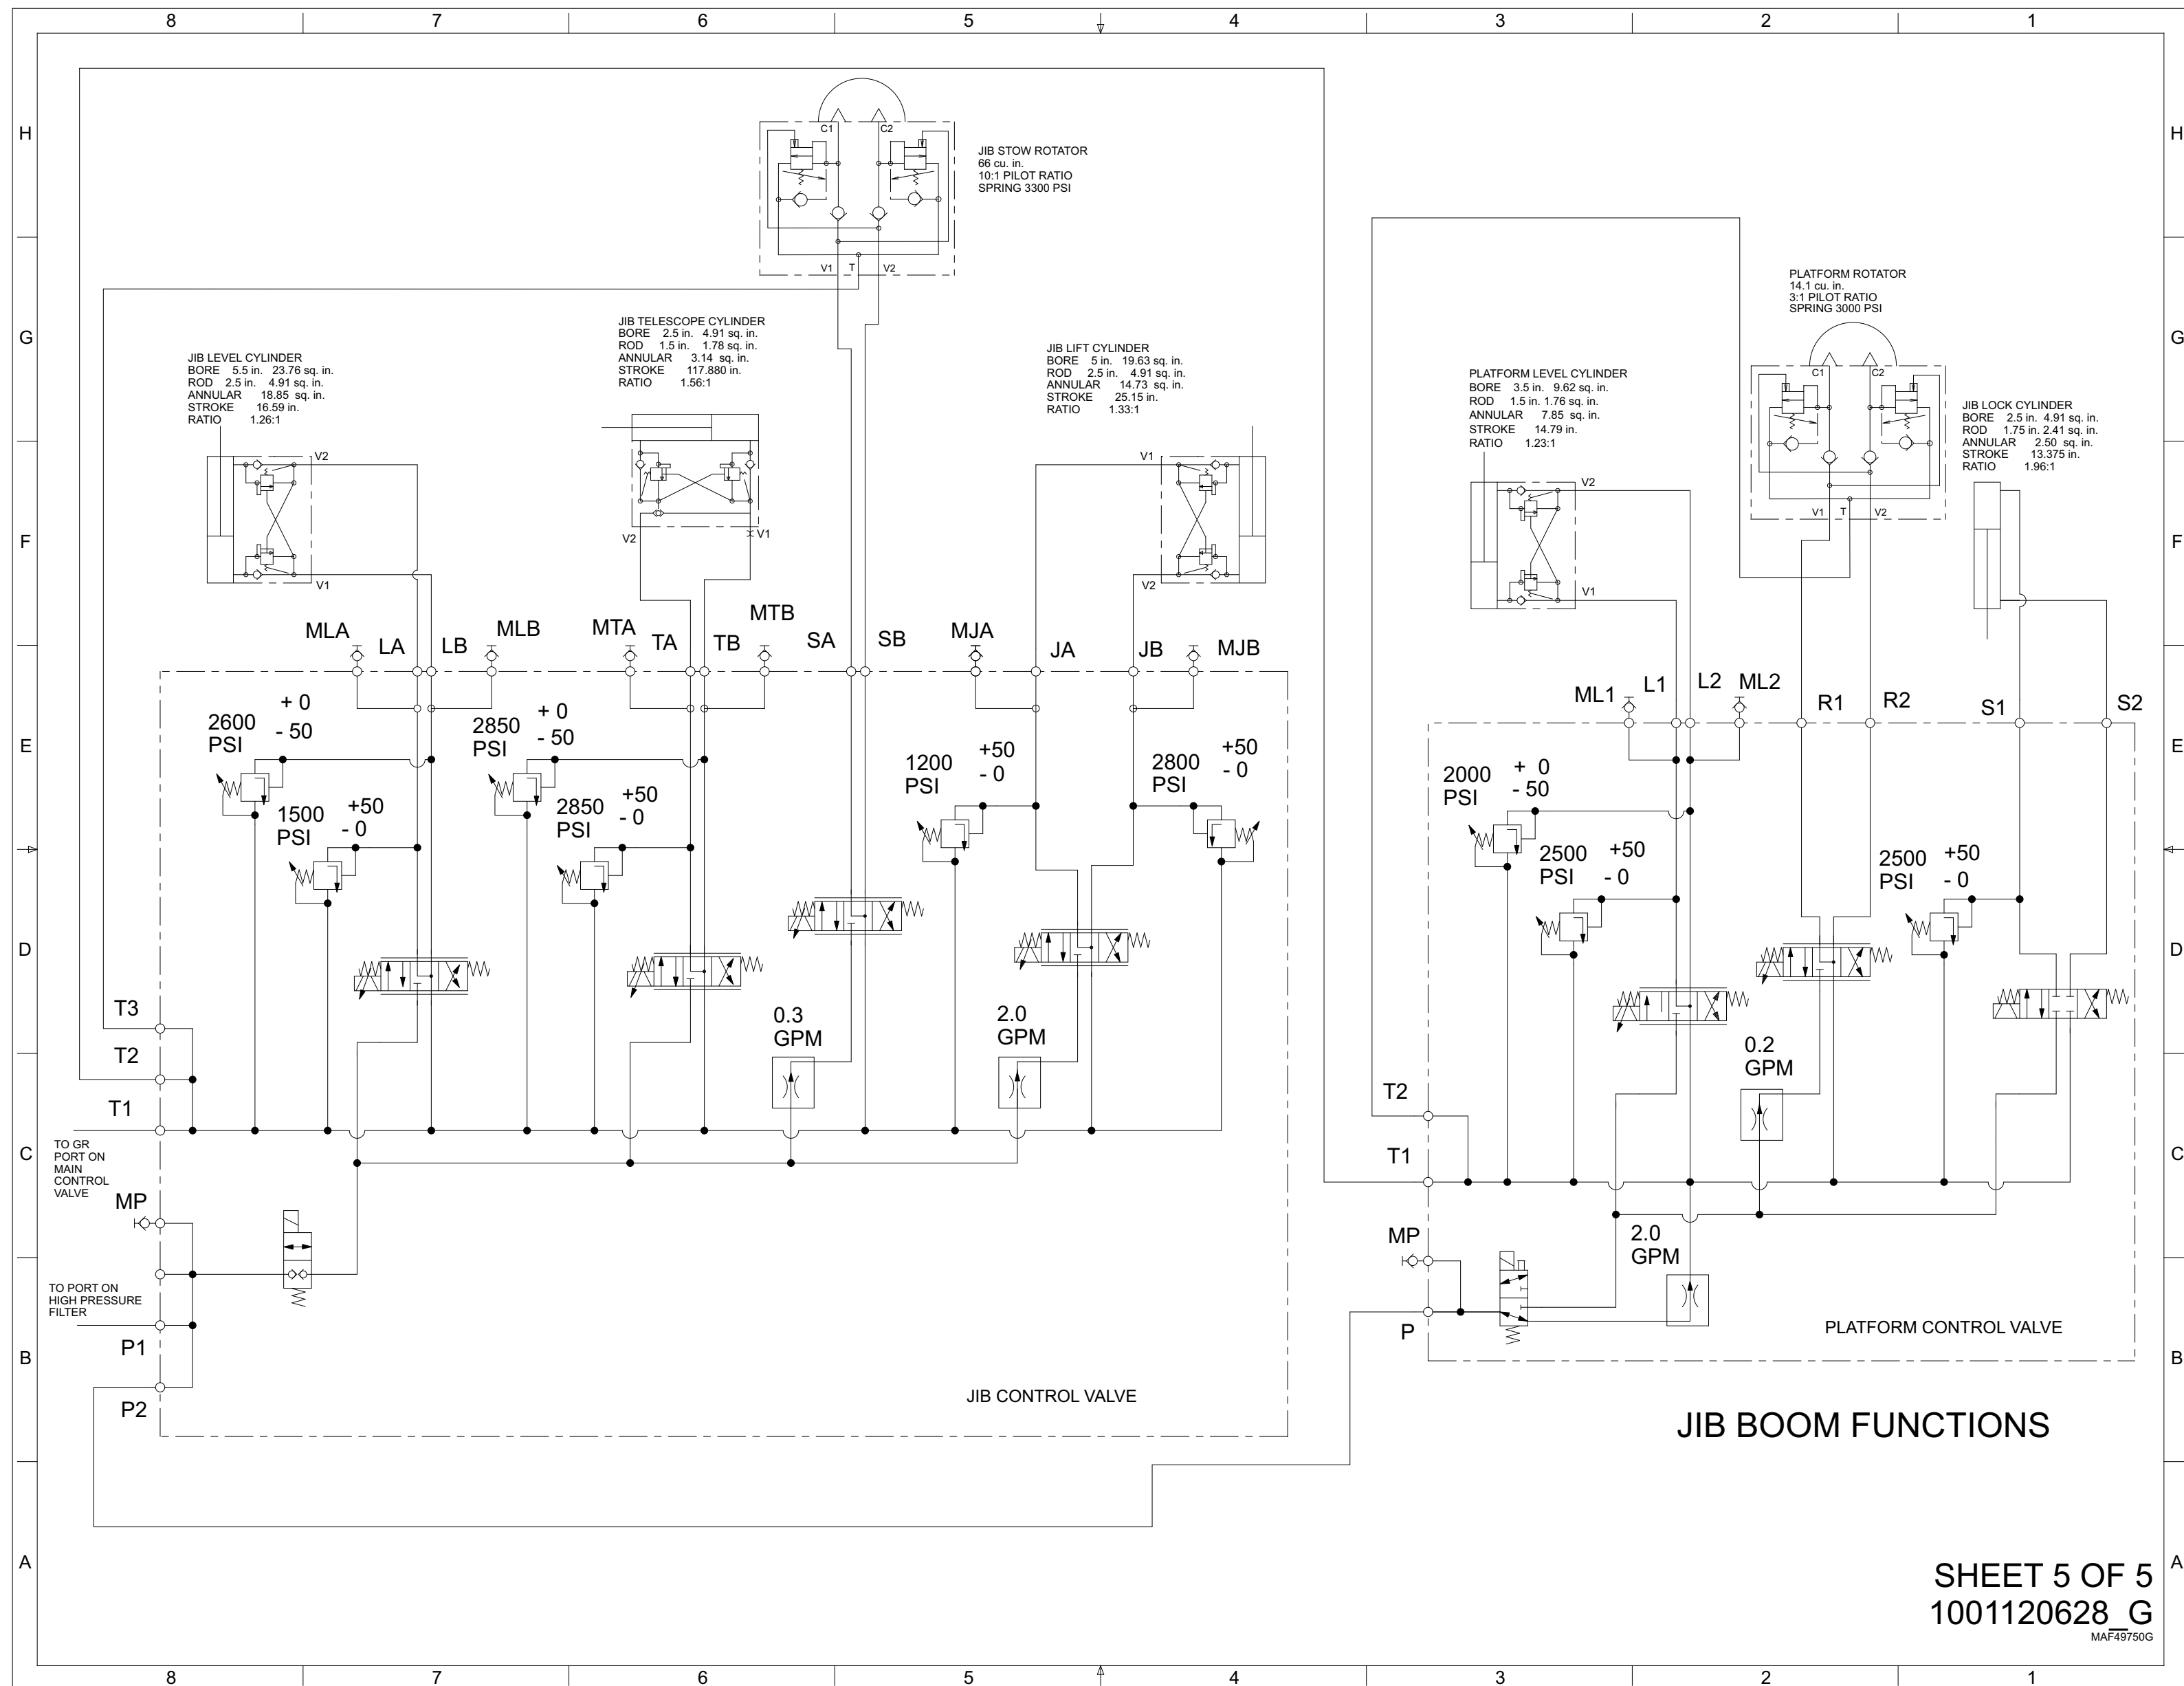 8 7 6 5 4 3 2 1
H
H
G
G
F
F
E
E
D
D
C
C
B
B
A
A
C1 C2
JIB STOW ROTATOR
66 cu. in.
10:1 PILOT RATIO
SPRING 3300 PSI
V1 T V2
JIB LEVEL CYLINDER
BORE 5.5 in. 23.76 sq. in.
ROD 2.5 in. 4.91 sq. in.
ANNULAR 18.85 sq. in.
STROKE 16.59 in.
RATIO 1.26:1
V2
V1
JIB TELESCOPE CYLINDER
BORE 2.5 in. 4.91 sq. in.
ROD 1.5 in. 1.78 sq. in.
ANNULAR 3.14 sq. in.
STROKE 117.880 in.
RATIO 1.56:1
V2
V1
JIB LIFT CYLINDER
BORE 5 in. 19.63 sq. in.
ROD 2.5 in. 4.91 sq. in.
ANNULAR 14.73 sq. in.
STROKE 25.15 in.
RATIO 1.33:1
V1
V2
PLATFORM LEVEL CYLINDER
BORE 3.5 in. 9.62 sq. in.
ROD 1.5 in. 1.76 sq. in.
ANNULAR 7.85 sq. in.
STROKE 14.79 in.
RATIO 1.23:1
V2
V1
PLATFORM ROTATOR
14.1 cu. in.
3:1 PILOT RATIO
SPRING 3000 PSI
C1 C2
V1 T V2
JIB LOCK CYLINDER
BORE 2.5 in. 4.91 sq. in.
ROD 1.75 in. 2.41 sq. in.
ANNULAR 2.50 sq. in.
STROKE 13.375 in.
RATIO 1.96:1
MLA LA LB MLB MTA TA TB MTB SA SB MJA JA JB MJB
2600 + 0
PSI - 50
1500 +50
PSI - 0
2850 + 0
PSI - 50
2850 +50
PSI - 0
1200 +50
PSI - 0
2800 +50
PSI - 0
0.3
GPM
2.0
GPM
T3
T2
T1
TO GR
PORT ON
MAIN
CONTROL
VALVE
MP
TO PORT ON
HIGH PRESSURE
FILTER
P1
P2
JIB CONTROL VALVE
ML1 L1 L2 ML2 R1 R2 S1 S2
2000 + 0
PSI - 50
2500 +50
PSI - 0
2500 +50
PSI - 0
0.2
GPM
T2
T1
2.0
GPM
MP
P
PLATFORM CONTROL VALVE
JIB BOOM FUNCTIONS
SHEET 5 OF 5
1001120628_G
MAF49750G
8 7 6 5 4 3 2 1